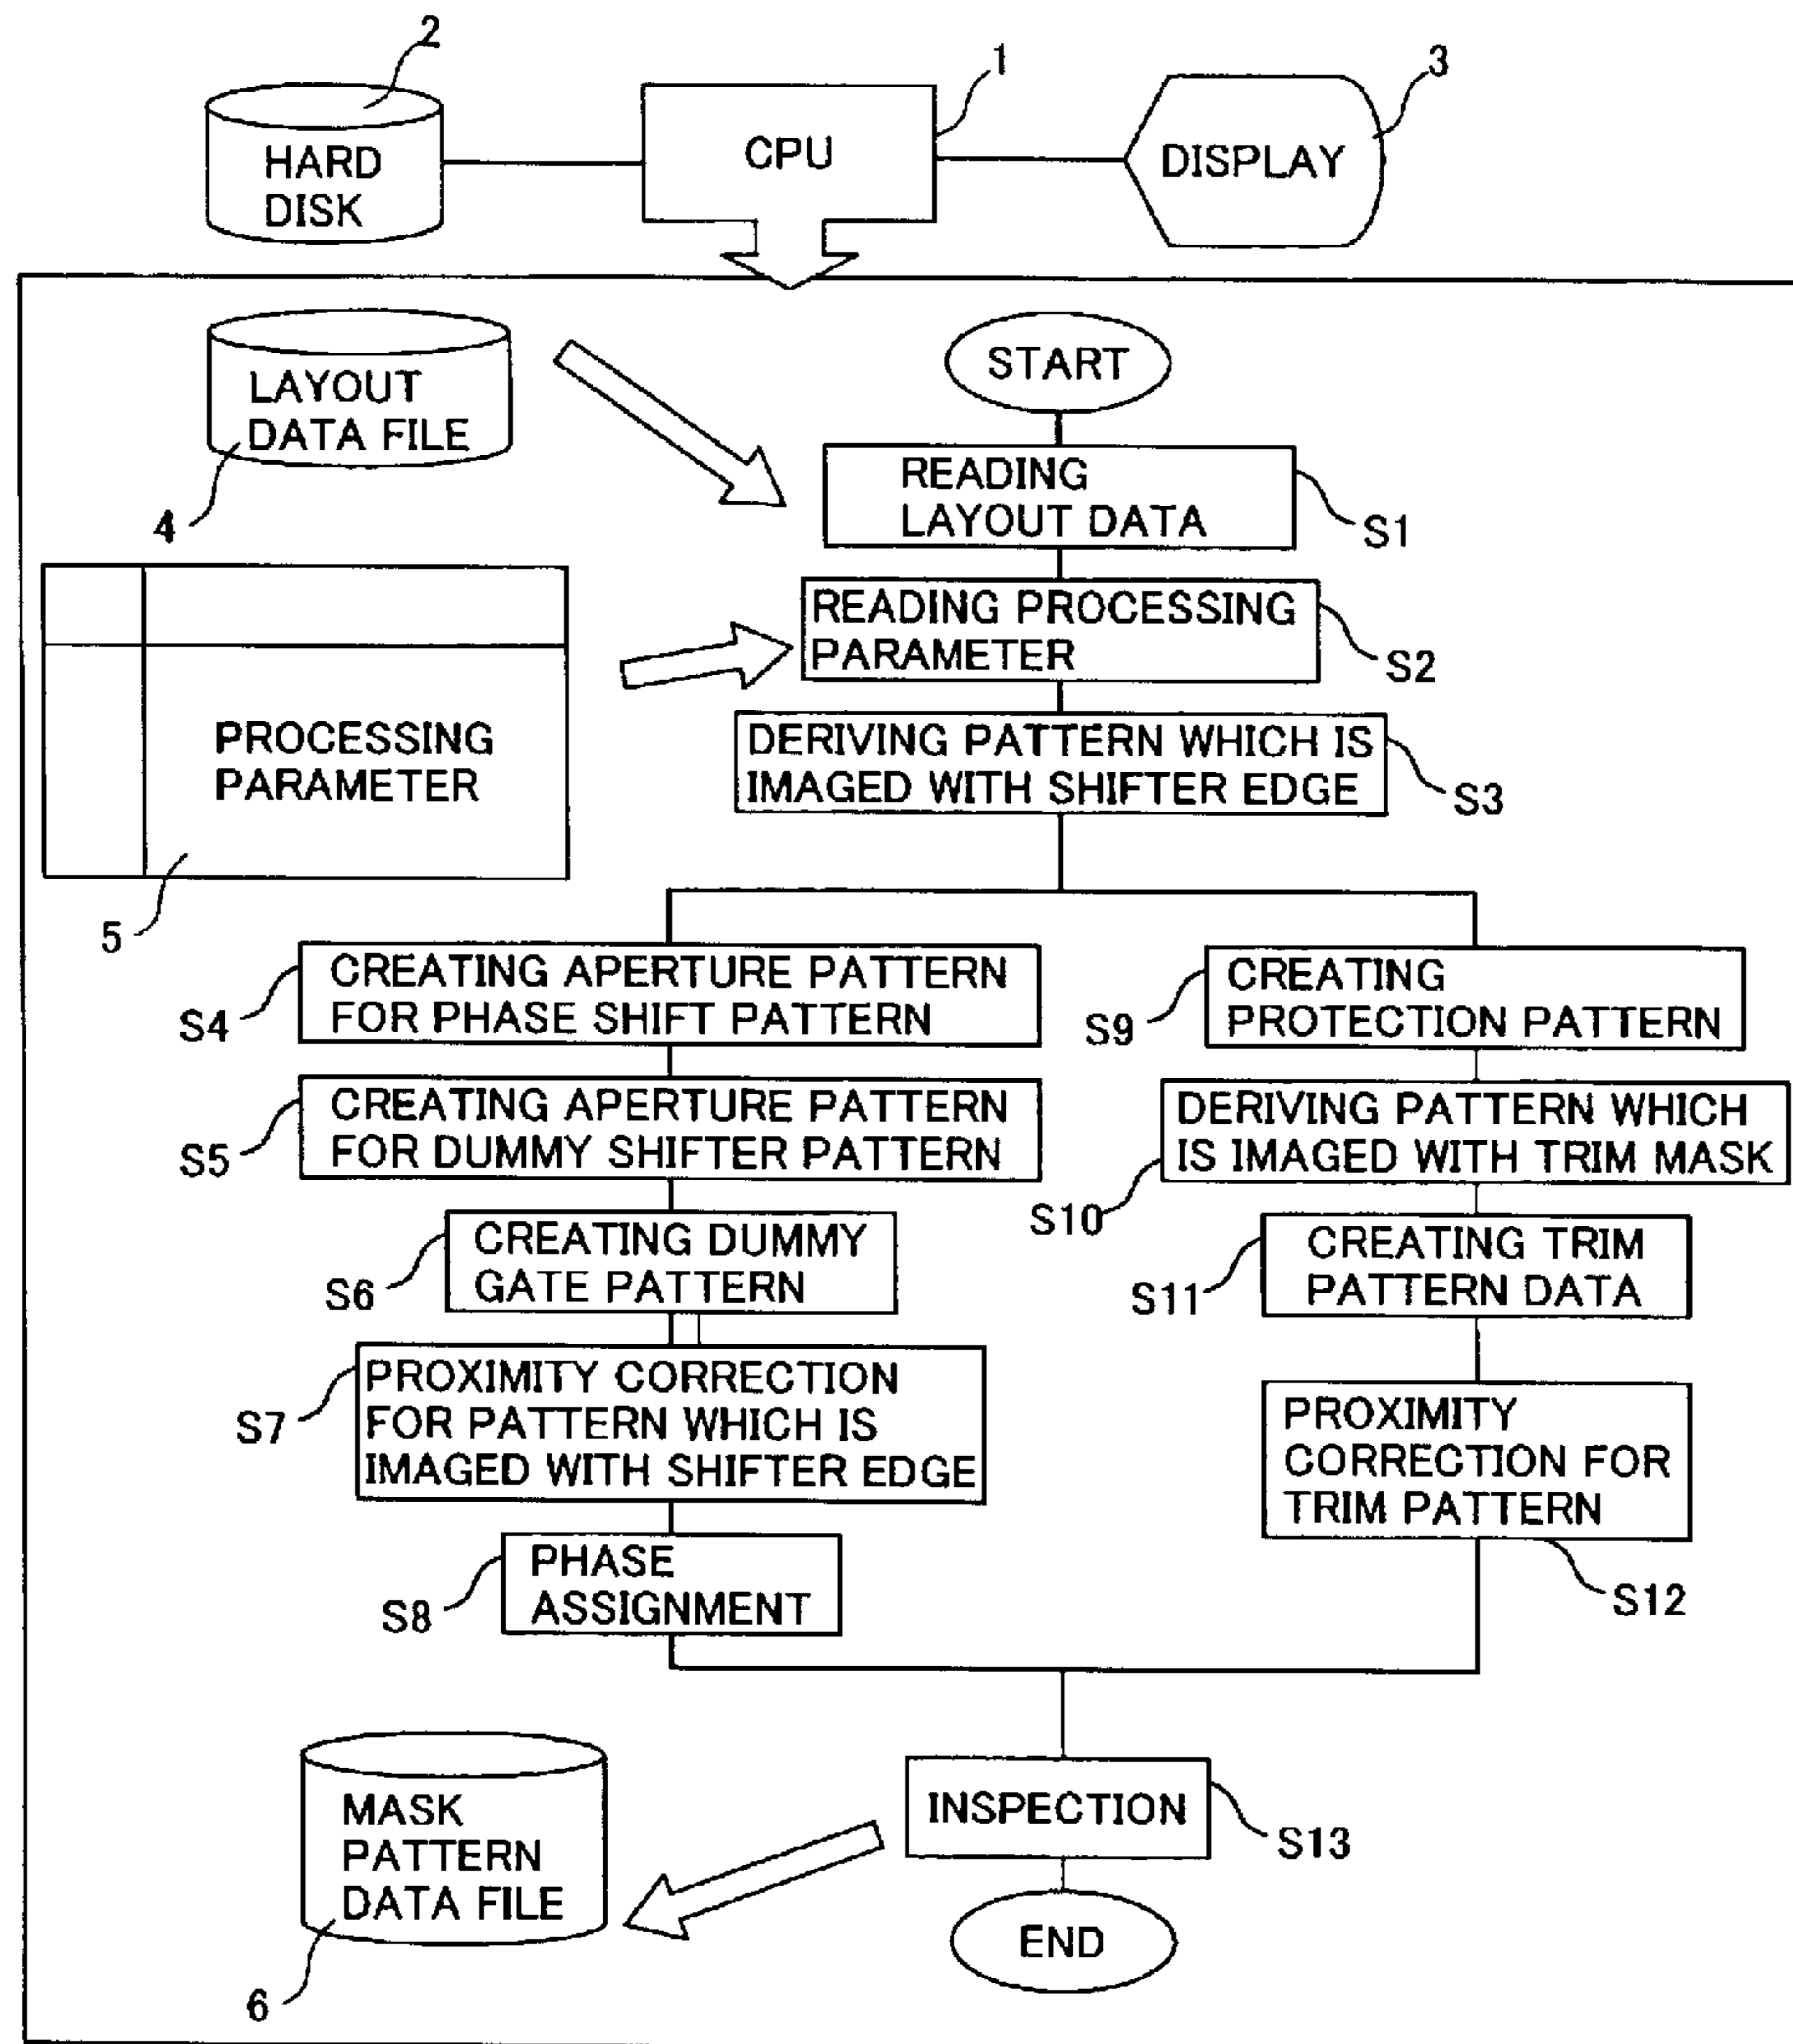 2
1
3
HARD
DISK
CPU
DISPLAY
LAYOUT
DATA FILE
4
START
READING
LAYOUT DATA
S1
READING PROCESSING
PARAMETER
S2
PROCESSING
PARAMETER
5
DERIVING PATTERN WHICH IS
IMAGED WITH SHIFTER EDGE
S3
CREATING APERTURE PATTERN
FOR PHASE SHIFT PATTERN
S4
CREATING APERTURE PATTERN
FOR DUMMY SHIFTER PATTERN
S5
CREATING DUMMY
GATE PATTERN
S6
PROXIMITY CORRECTION
FOR PATTERN WHICH IS
IMAGED WITH SHIFTER EDGE
S7
PHASE
ASSIGNMENT
S8
CREATING
PROTECTION PATTERN
S9
DERIVING PATTERN WHICH
IS IMAGED WITH TRIM MASK
S10
CREATING TRIM
PATTERN DATA
S11
PROXIMITY
CORRECTION FOR
TRIM PATTERN
S12
INSPECTION
S13
MASK
PATTERN
DATA FILE
6
END